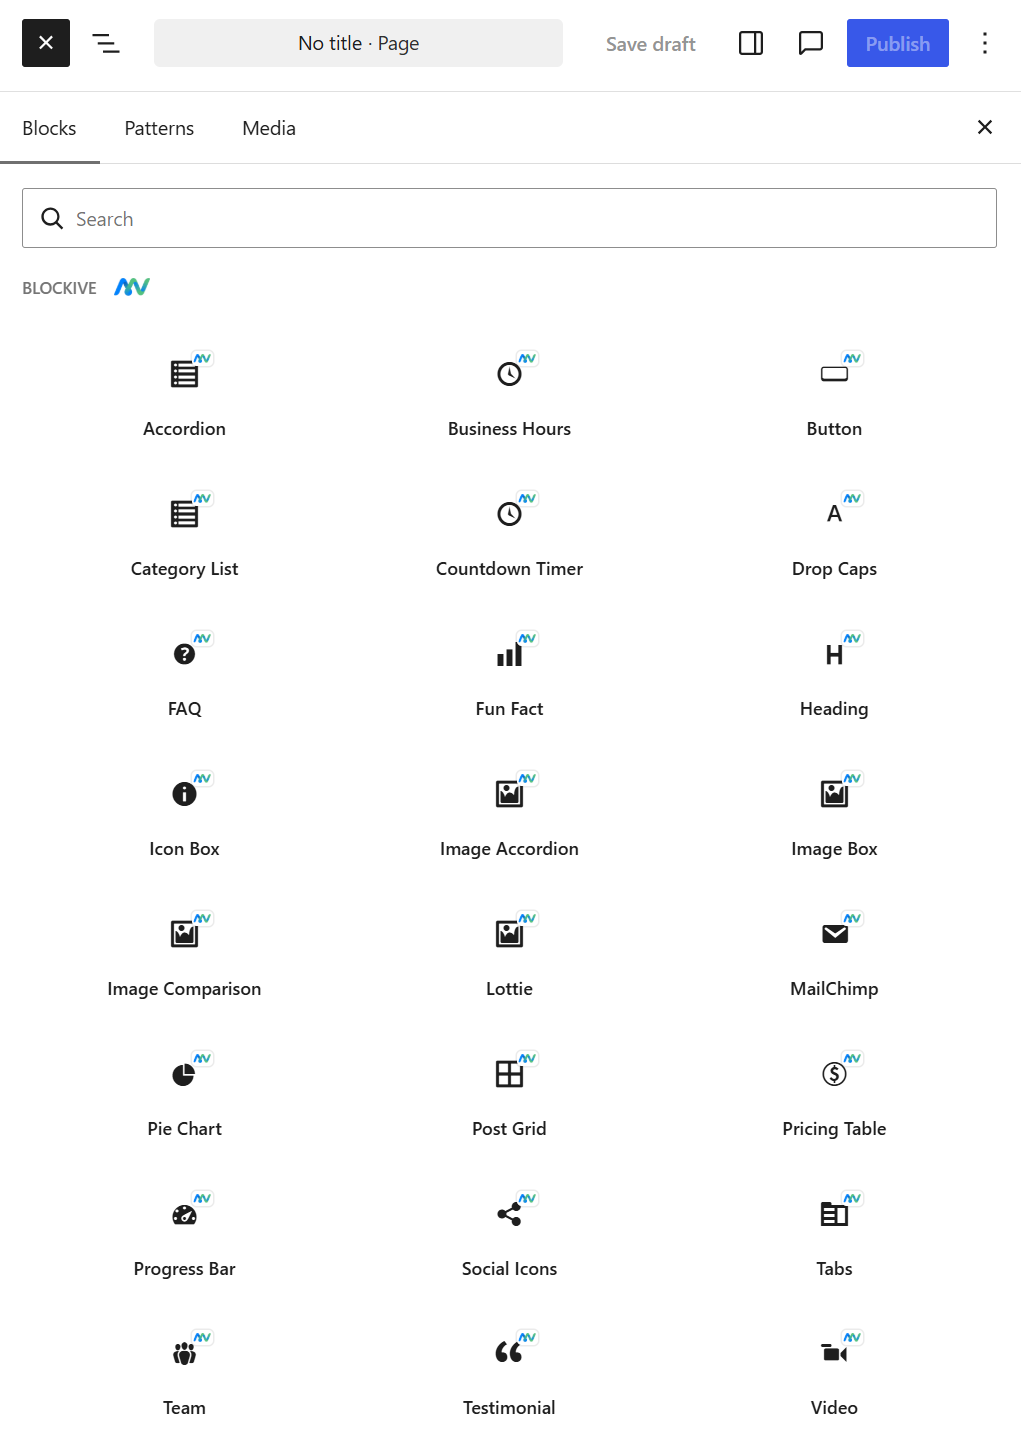 No title · Page
Save draft
Publish
Blocks Patterns Media
Search
BLOCKIVE
Accordion Business Hours Button
Category List Countdown Timer Drop Caps
FAQ Fun Fact Heading
Icon Box Image Accordion Image Box
Image Comparison Lottie MailChimp
Pie Chart Post Grid Pricing Table
Progress Bar Social Icons Tabs
Team Testimonial Video